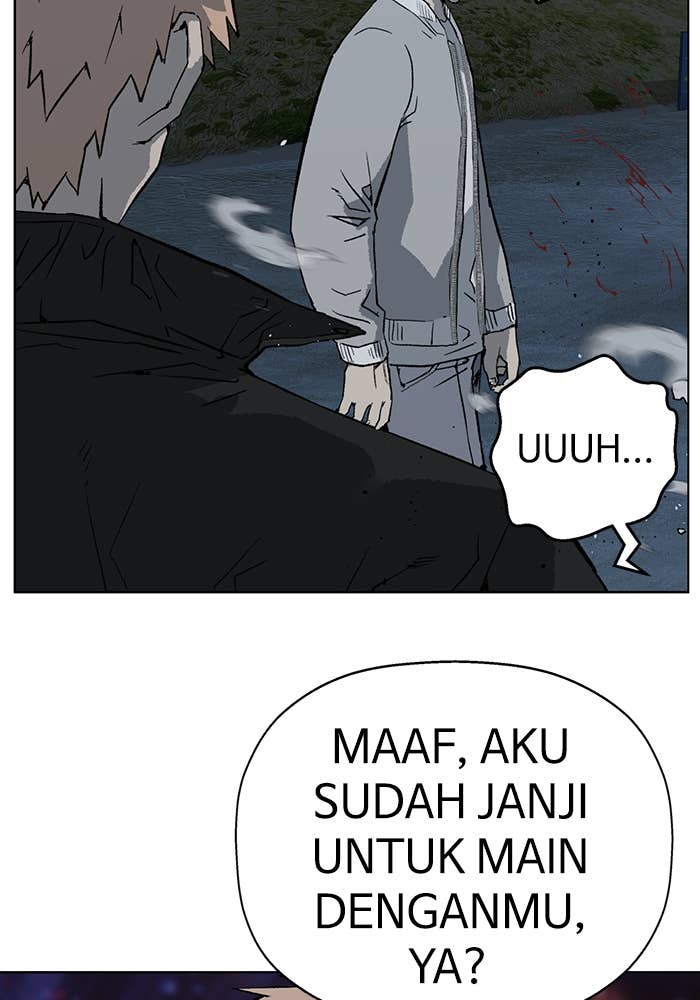 UUUH...
MAAF, AKU
SUDAH JANJI
UNTUK MAIN
DENGANMU,
YA?